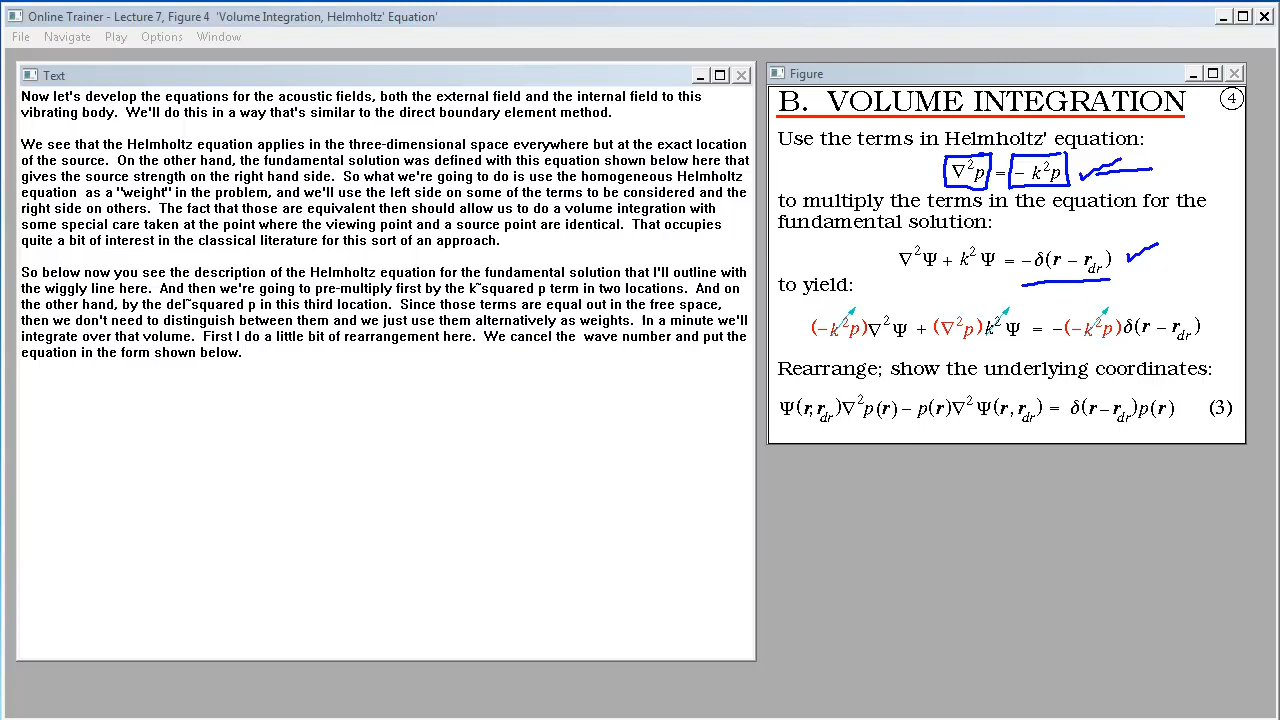 Online Trainer - Lecture 7, Figure 4 'Volume Integration, Helmholtz' Equation'
File Navigate Play Options Window
Text
Now let's develop the equations for the acoustic fields, both the external field and the internal field to this
vibrating body. We'll do this in a way that's similar to the direct boundary element method.
We see that the Helmholtz equation applies in the three-dimensional space everywhere but at the exact location
of the source. On the other hand, the fundamental solution was defined with this equation shown below here that
gives the source strength on the right hand side. So what we're going to do is use the homogeneous Helmholtz
equation as a "weight" in the problem, and we'll use the left side on some of the terms to be considered and the
right side on others. The fact that those are equivalent then should allow us to do a volume integration with
some special care taken at the point where the viewing point and a source point are identical. That occupies
quite a bit of interest in the classical literature for this sort of an approach.
So below now you see the description of the Helmholtz equation for the fundamental solution that I'll outline with
the wiggly line here. And then we're going to pre-multiply first by the k~squared p term in two locations. And on
the other hand, by the del~squared p in this third location. Since those terms are equal out in the free space,
then we don't need to distinguish between them and we just use them alternatively as weights. In a minute we'll
integrate over that volume. First I do a little bit of rearrangement here. We cancel the wave number and put the
equation in the form shown below.
Figure
B. VOLUME INTEGRATION 4
Use the terms in Helmholtz' equation:
∇²p = − k²p
to multiply the terms in the equation for the
fundamental solution:
∇²Ψ + k²Ψ = −δ(r − r_dr)
to yield:
(−k²p)∇²Ψ + (∇²p)k²Ψ = −(−k²p)δ(r − r_dr)
Rearrange; show the underlying coordinates:
Ψ(r,r_dr)∇²p(r) − p(r)∇²Ψ(r,r_dr) = δ(r−r_dr)p(r) (3)